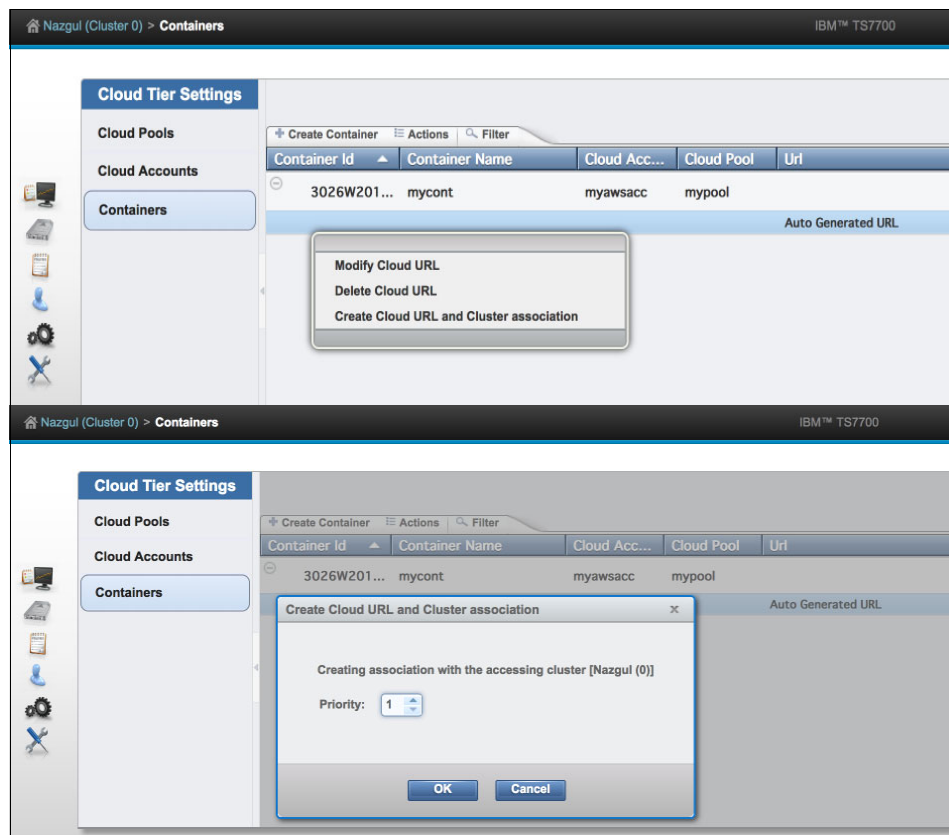 Nazgul (Cluster 0) > Containers IBM™ TS7700
Cloud Tier Settings
Cloud Pools
Cloud Accounts
Containers
Create Container Actions Filter
Container Id Container Name Cloud Acc... Cloud Pool Url
3026W201... mycont myawsacc mypool
Auto Generated URL
Modify Cloud URL
Delete Cloud URL
Create Cloud URL and Cluster association
Nazgul (Cluster 0) > Containers IBM™ TS7700
Cloud Tier Settings
Cloud Pools
Cloud Accounts
Containers
Create Container Actions Filter
Container Id Container Name Cloud Acc... Cloud Pool Url
3026W201... mycont myawsacc mypool
Auto Generated URL
Create Cloud URL and Cluster association x
Creating association with the accessing cluster [Nazgul (0)]
Priority: 1
OK Cancel